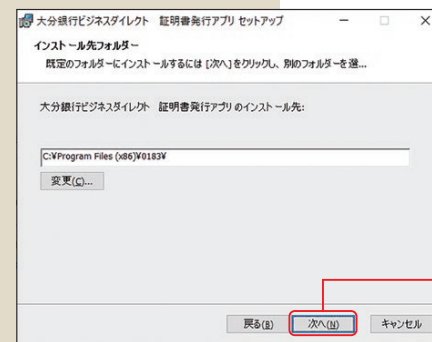 大分銀行ビジネスダイレクト 証明書発行アプリ セットアップ
インストール先フォルダー
既定のフォルダーにインストールするには [次へ]をクリックし、別のフォルダーを選...
大分銀行ビジネスダイレクト 証明書発行アプリのインストール先:
C:¥Program Files (x86)¥0183¥
変更(C)...
戻る(B) 次へ(N) キャンセル